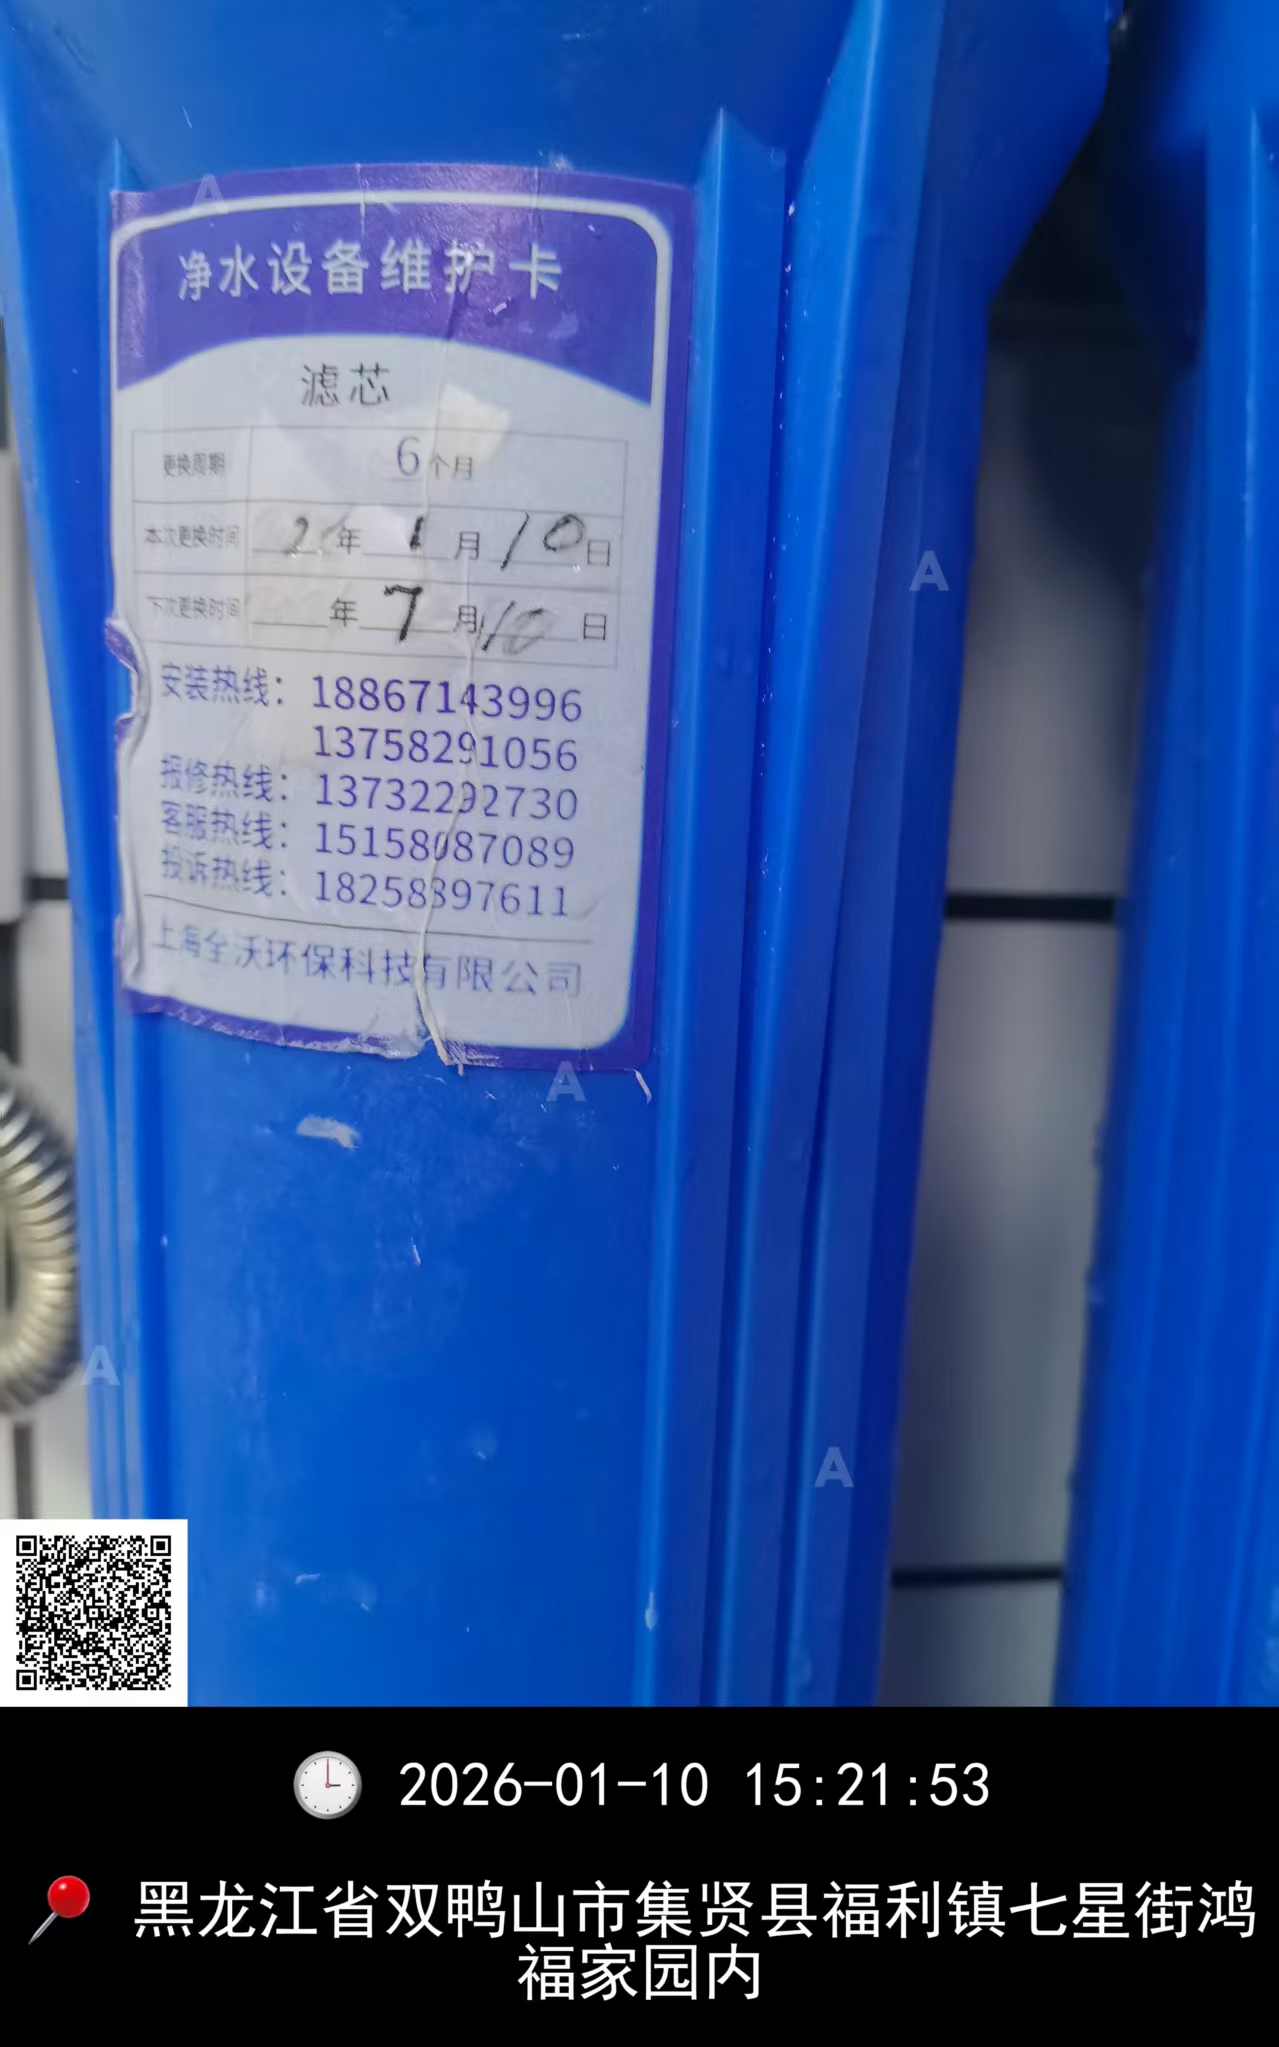 净水设备维护卡
滤芯
更换周期 6个月
本次更换时间 年 1月10日
下次更换时间 年7月10日
安装热线：18867143996
13758291056
报修热线：13732292730
客服热线：15158087089
投诉热线：18258897611
上海全沃环保科技有限公司
A
A
A
A
A
2026-01-10 15:21:53
黑龙江省双鸭山市集贤县福利镇七星街鸿
福家园内